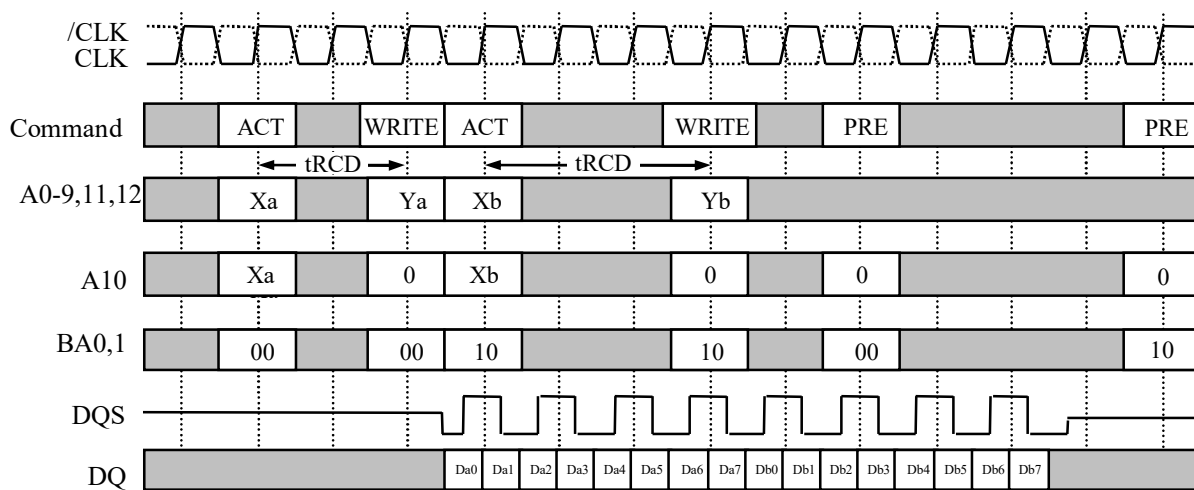 /CLK
CLK
Command ACT WRITE ACT WRITE PRE PRE
tRCD tRCD
A0-9,11,12 Xa Ya Xb Yb
A10 Xa 0 Xb 0 0 0
BA0,1 00 00 10 10 00 10
DQS
DQ Da0 Da1 Da2 Da3 Da4 Da5 Da6 Da7 Db0 Db1 Db2 Db3 Db4 Db5 Db6 Db7